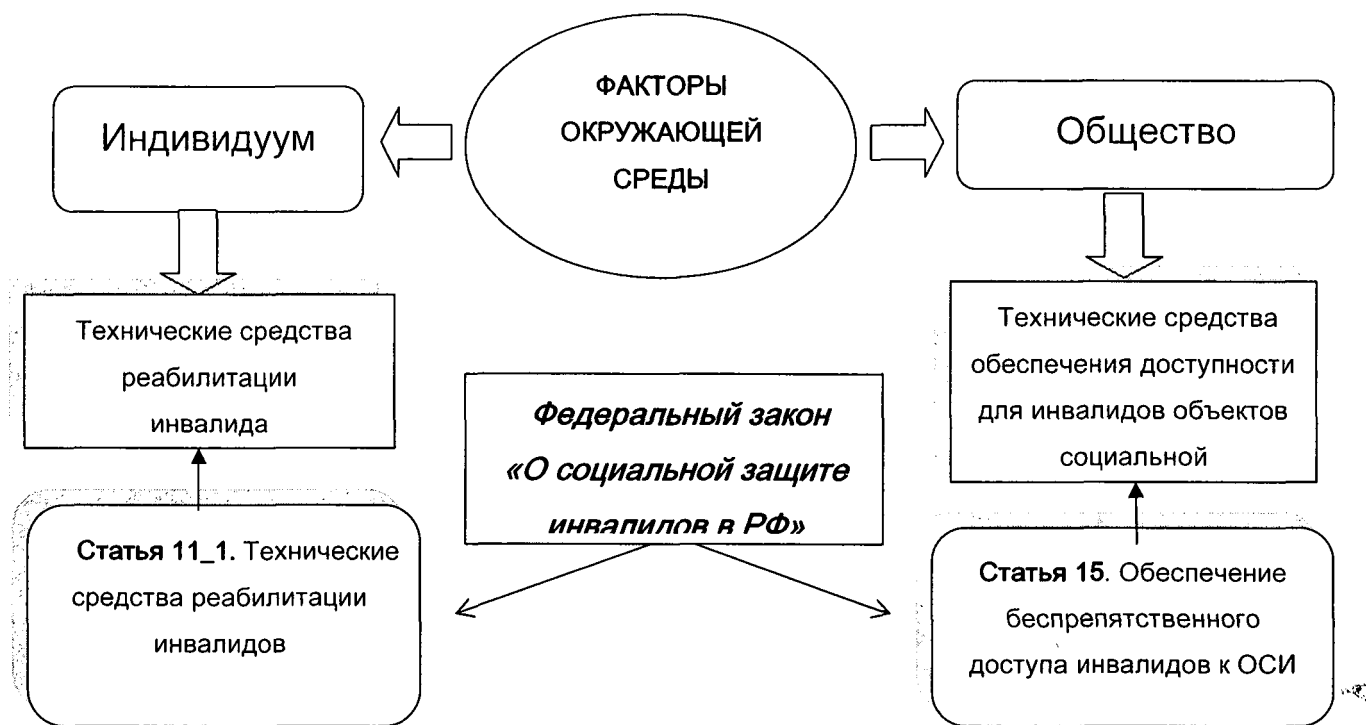 ФАКТОРЫ
ОКРУЖАЮЩЕЙ
СРЕДЫ
Индивидуум
Общество
Технические средства
реабилитации
инвалида
Технические средства
обеспечения доступности
для инвалидов объектов
социальной
Федеральный закон
«О социальной защите
инвалидов в РФ»
Статья 11_1. Технические
средства реабилитации
инвалидов
Статья 15. Обеспечение
беспрепятственного
доступа инвалидов к ОСИ